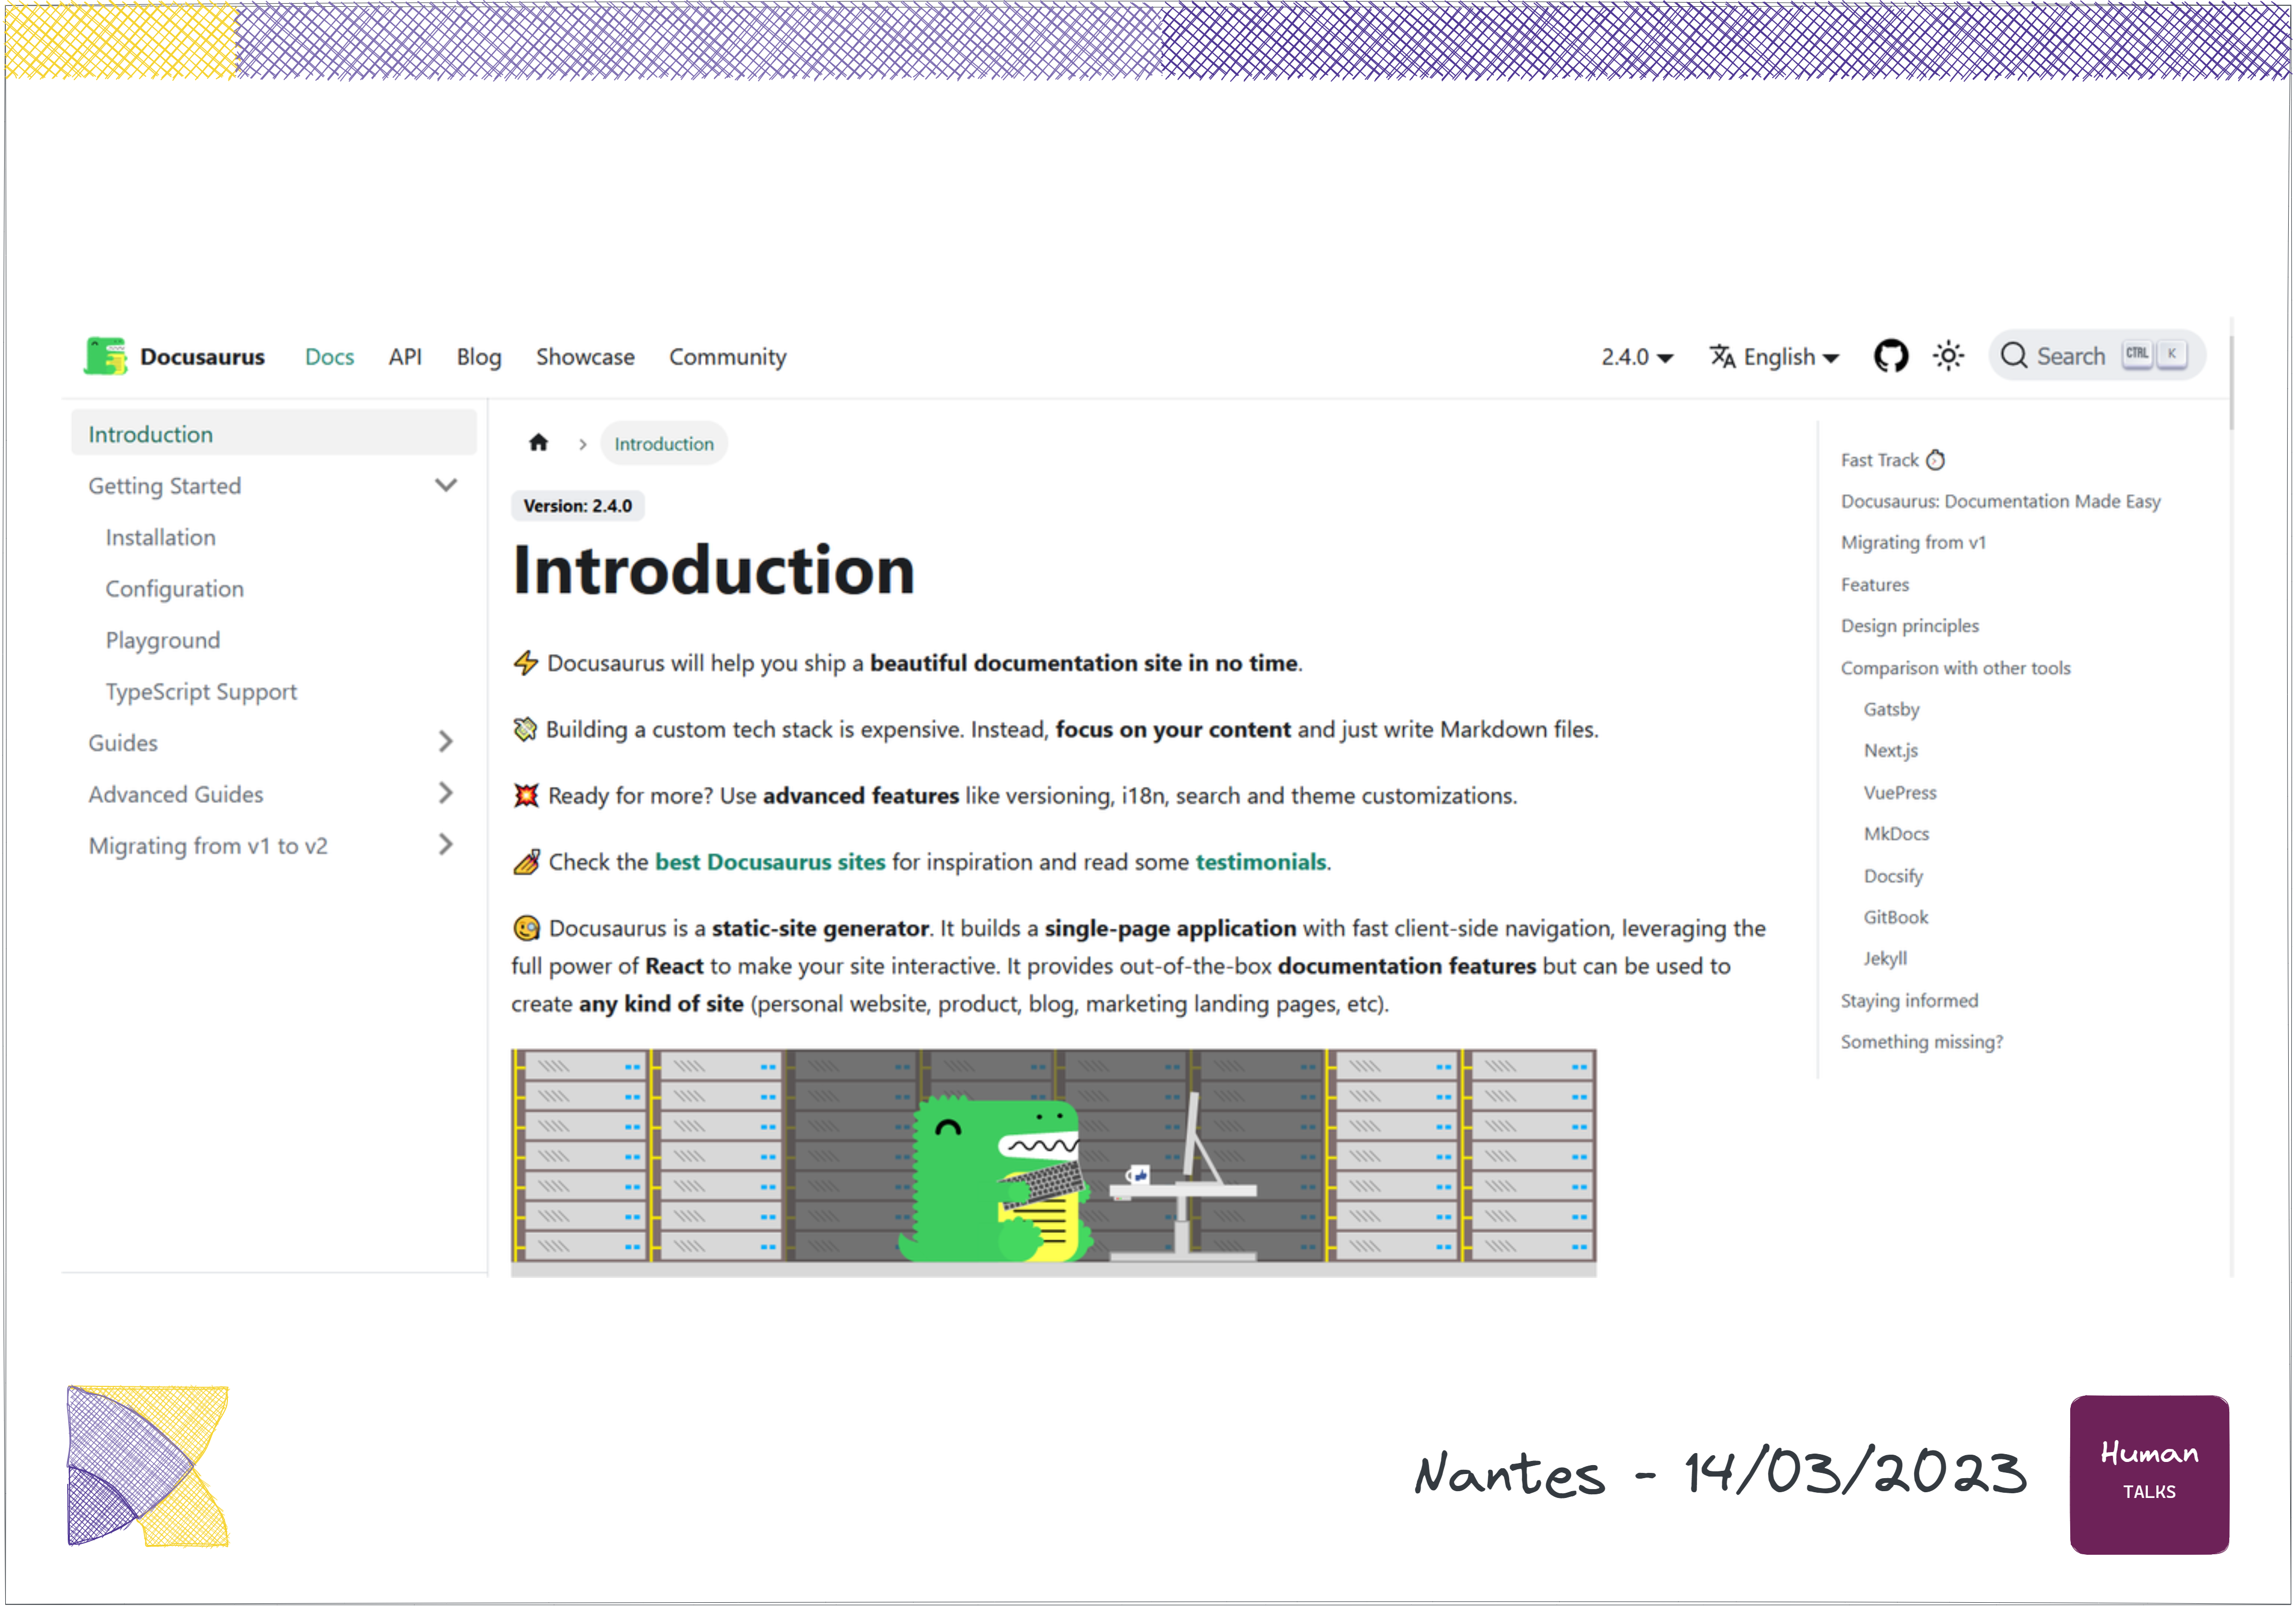 Docusaurus Docs API Blog Showcase Community 2.4.0 English Search CTRL K
Introduction
Getting Started
Installation
Configuration
Playground
TypeScript Support
Guides
Advanced Guides
Migrating from v1 to v2
Introduction
Version: 2.4.0
Introduction
⚡ Docusaurus will help you ship a beautiful documentation site in no time.
💸 Building a custom tech stack is expensive. Instead, focus on your content and just write Markdown files.
💥 Ready for more? Use advanced features like versioning, i18n, search and theme customizations.
💅 Check the best Docusaurus sites for inspiration and read some testimonials.
🧐 Docusaurus is a static-site generator. It builds a single-page application with fast client-side navigation, leveraging the
full power of React to make your site interactive. It provides out-of-the-box documentation features but can be used to
create any kind of site (personal website, product, blog, marketing landing pages, etc).
Fast Track ⏱️
Docusaurus: Documentation Made Easy
Migrating from v1
Features
Design principles
Comparison with other tools
Gatsby
Next.js
VuePress
MkDocs
Docsify
GitBook
Jekyll
Staying informed
Something missing?
Nantes - 14/03/2023
Human
TALKS